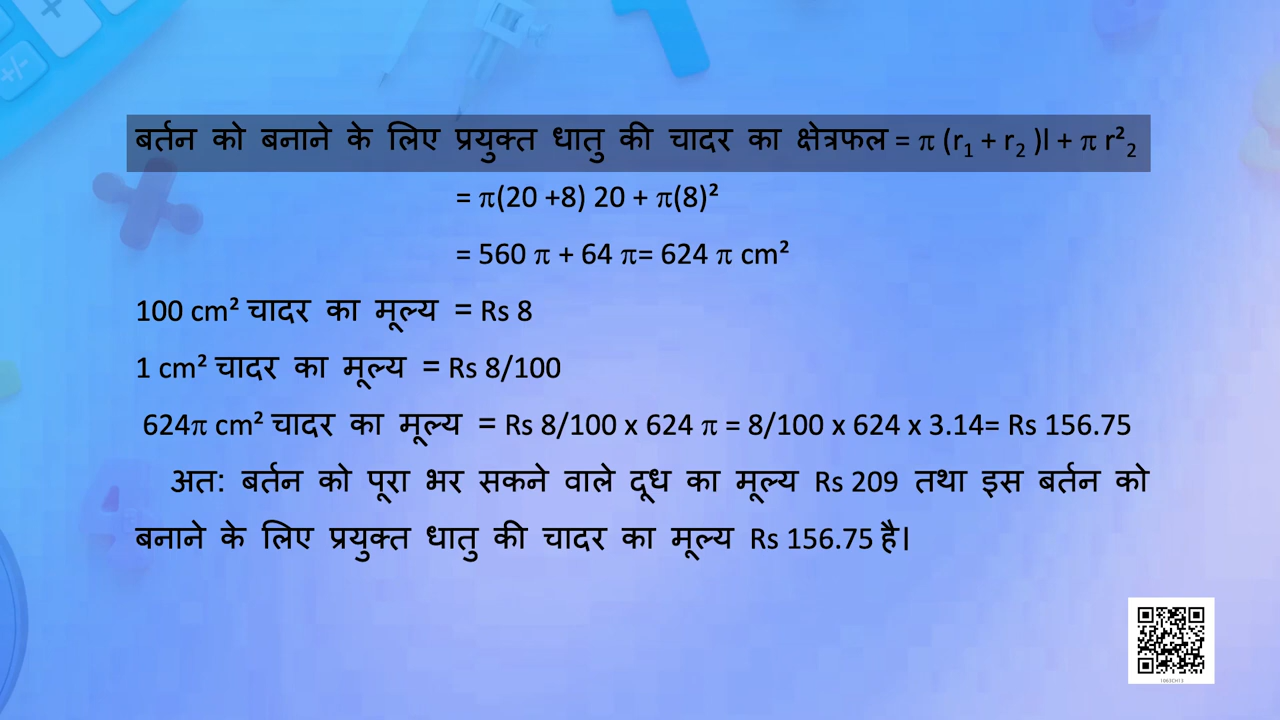 बर्तन को बनाने के लिए प्रयुक्त धातु की चादर का क्षेत्रफल = π (r₁ + r₂ )l + π r²₂
= π(20 +8) 20 + π(8)²
= 560 π + 64 π= 624 π cm²
100 cm² चादर का मूल्य = Rs 8
1 cm² चादर का मूल्य = Rs 8/100
624π cm² चादर का मूल्य = Rs 8/100 x 624 π = 8/100 x 624 x 3.14= Rs 156.75
अत: बर्तन को पूरा भर सकने वाले दूध का मूल्य Rs 209 तथा इस बर्तन को
बनाने के लिए प्रयुक्त धातु की चादर का मूल्य Rs 156.75 है।
1063CH13